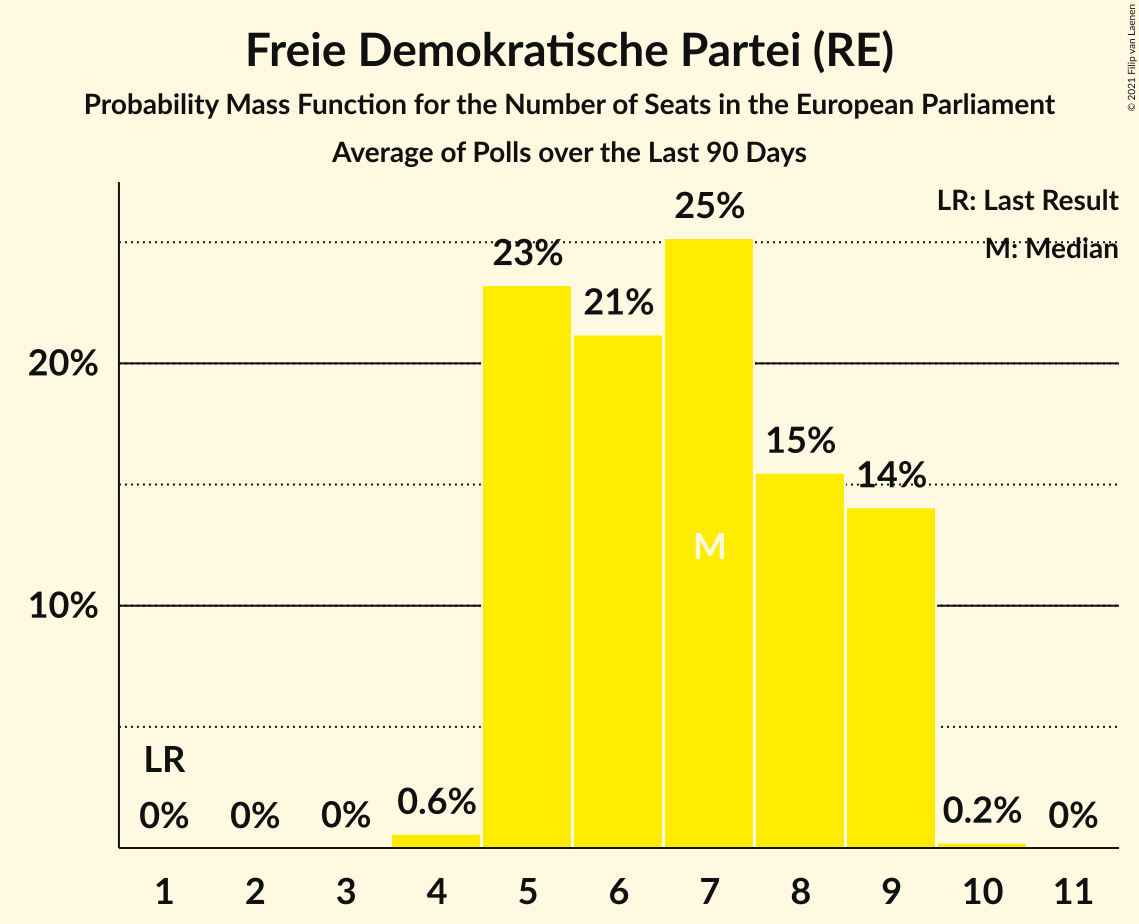 Freie Demokratische Partei (RE)
Probability Mass Function for the Number of Seats in the European Parliament
Average of Polls over the Last 90 Days
© 2021 Filip van Laenen
LR: Last Result
M: Median
25%
23%
21%
20%
15%
14%
M
10%
LR
0%
0%
0%
0.6%
0.2%
0%
1 2 3 4 5 6 7 8 9 10 11